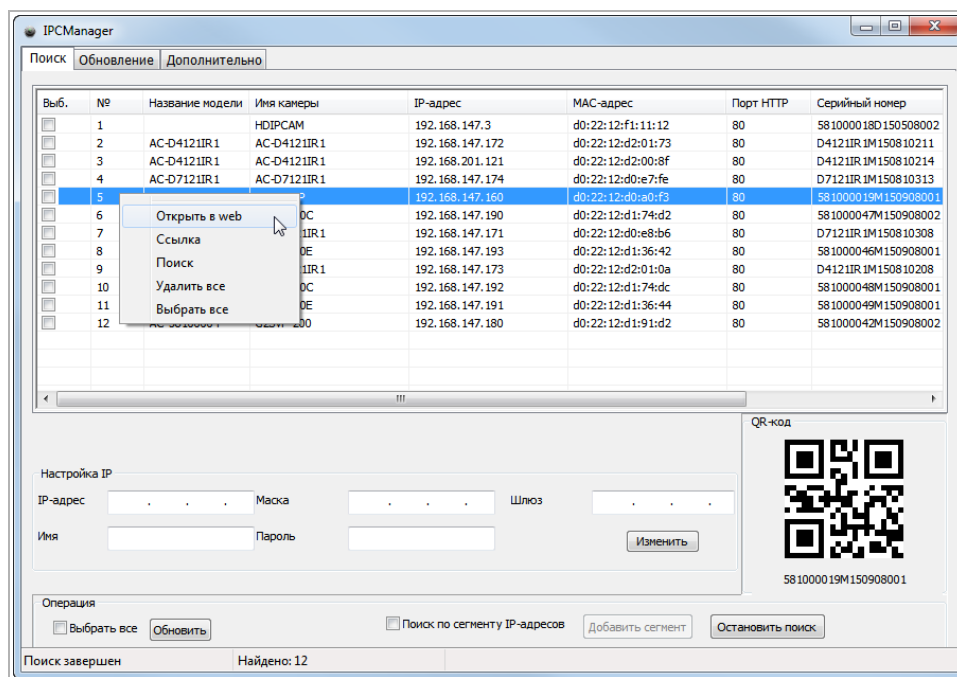 IPCManager
Поиск Обновление Дополнительно
Выб. № Название модели Имя камеры IP-адрес MAC-адрес Порт HTTP Серийный номер
1 HDIPCAM 192.168.147.3 d0:22:12:f1:11:12 80 581000018D150508002
2 AC-D4121IR1 AC-D4121IR1 192.168.147.172 d0:22:12:d2:01:73 80 D4121IR1M150810211
3 AC-D4121IR1 AC-D4121IR1 192.168.201.121 d0:22:12:d2:00:8f 80 D4121IR1M150810214
4 AC-D7121IR1 AC-D7121IR1 192.168.147.174 d0:22:12:d0:e7:fe 80 D7121IR1M150810313
5 192.168.147.160 d0:22:12:d0:a0:f3 80 581000019M150908001
6 0C 192.168.147.190 d0:22:12:d1:74:d2 80 581000047M150908002
7 1IR1 192.168.147.171 d0:22:12:d0:e8:b6 80 D7121IR1M150810308
8 0E 192.168.147.193 d0:22:12:d1:36:42 80 581000046M150908001
9 1IR1 192.168.147.173 d0:22:12:d2:01:0a 80 D4121IR1M150810208
10 0C 192.168.147.192 d0:22:12:d1:74:dc 80 581000048M150908001
11 0E 192.168.147.191 d0:22:12:d1:36:44 80 581000049M150908001
12 192.168.147.180 d0:22:12:d1:91:d2 80 581000042M150908002
Открыть в web
Ссылка
Поиск
Удалить все
Выбрать все
QR-код
581000019M150908001
Настройка IP
IP-адрес . . . Маска . . . Шлюз . . .
Имя Пароль Изменить
Операция
Выбрать все Обновить Поиск по сегменту IP-адресов Добавить сегмент Остановить поиск
Поиск завершен Найдено: 12